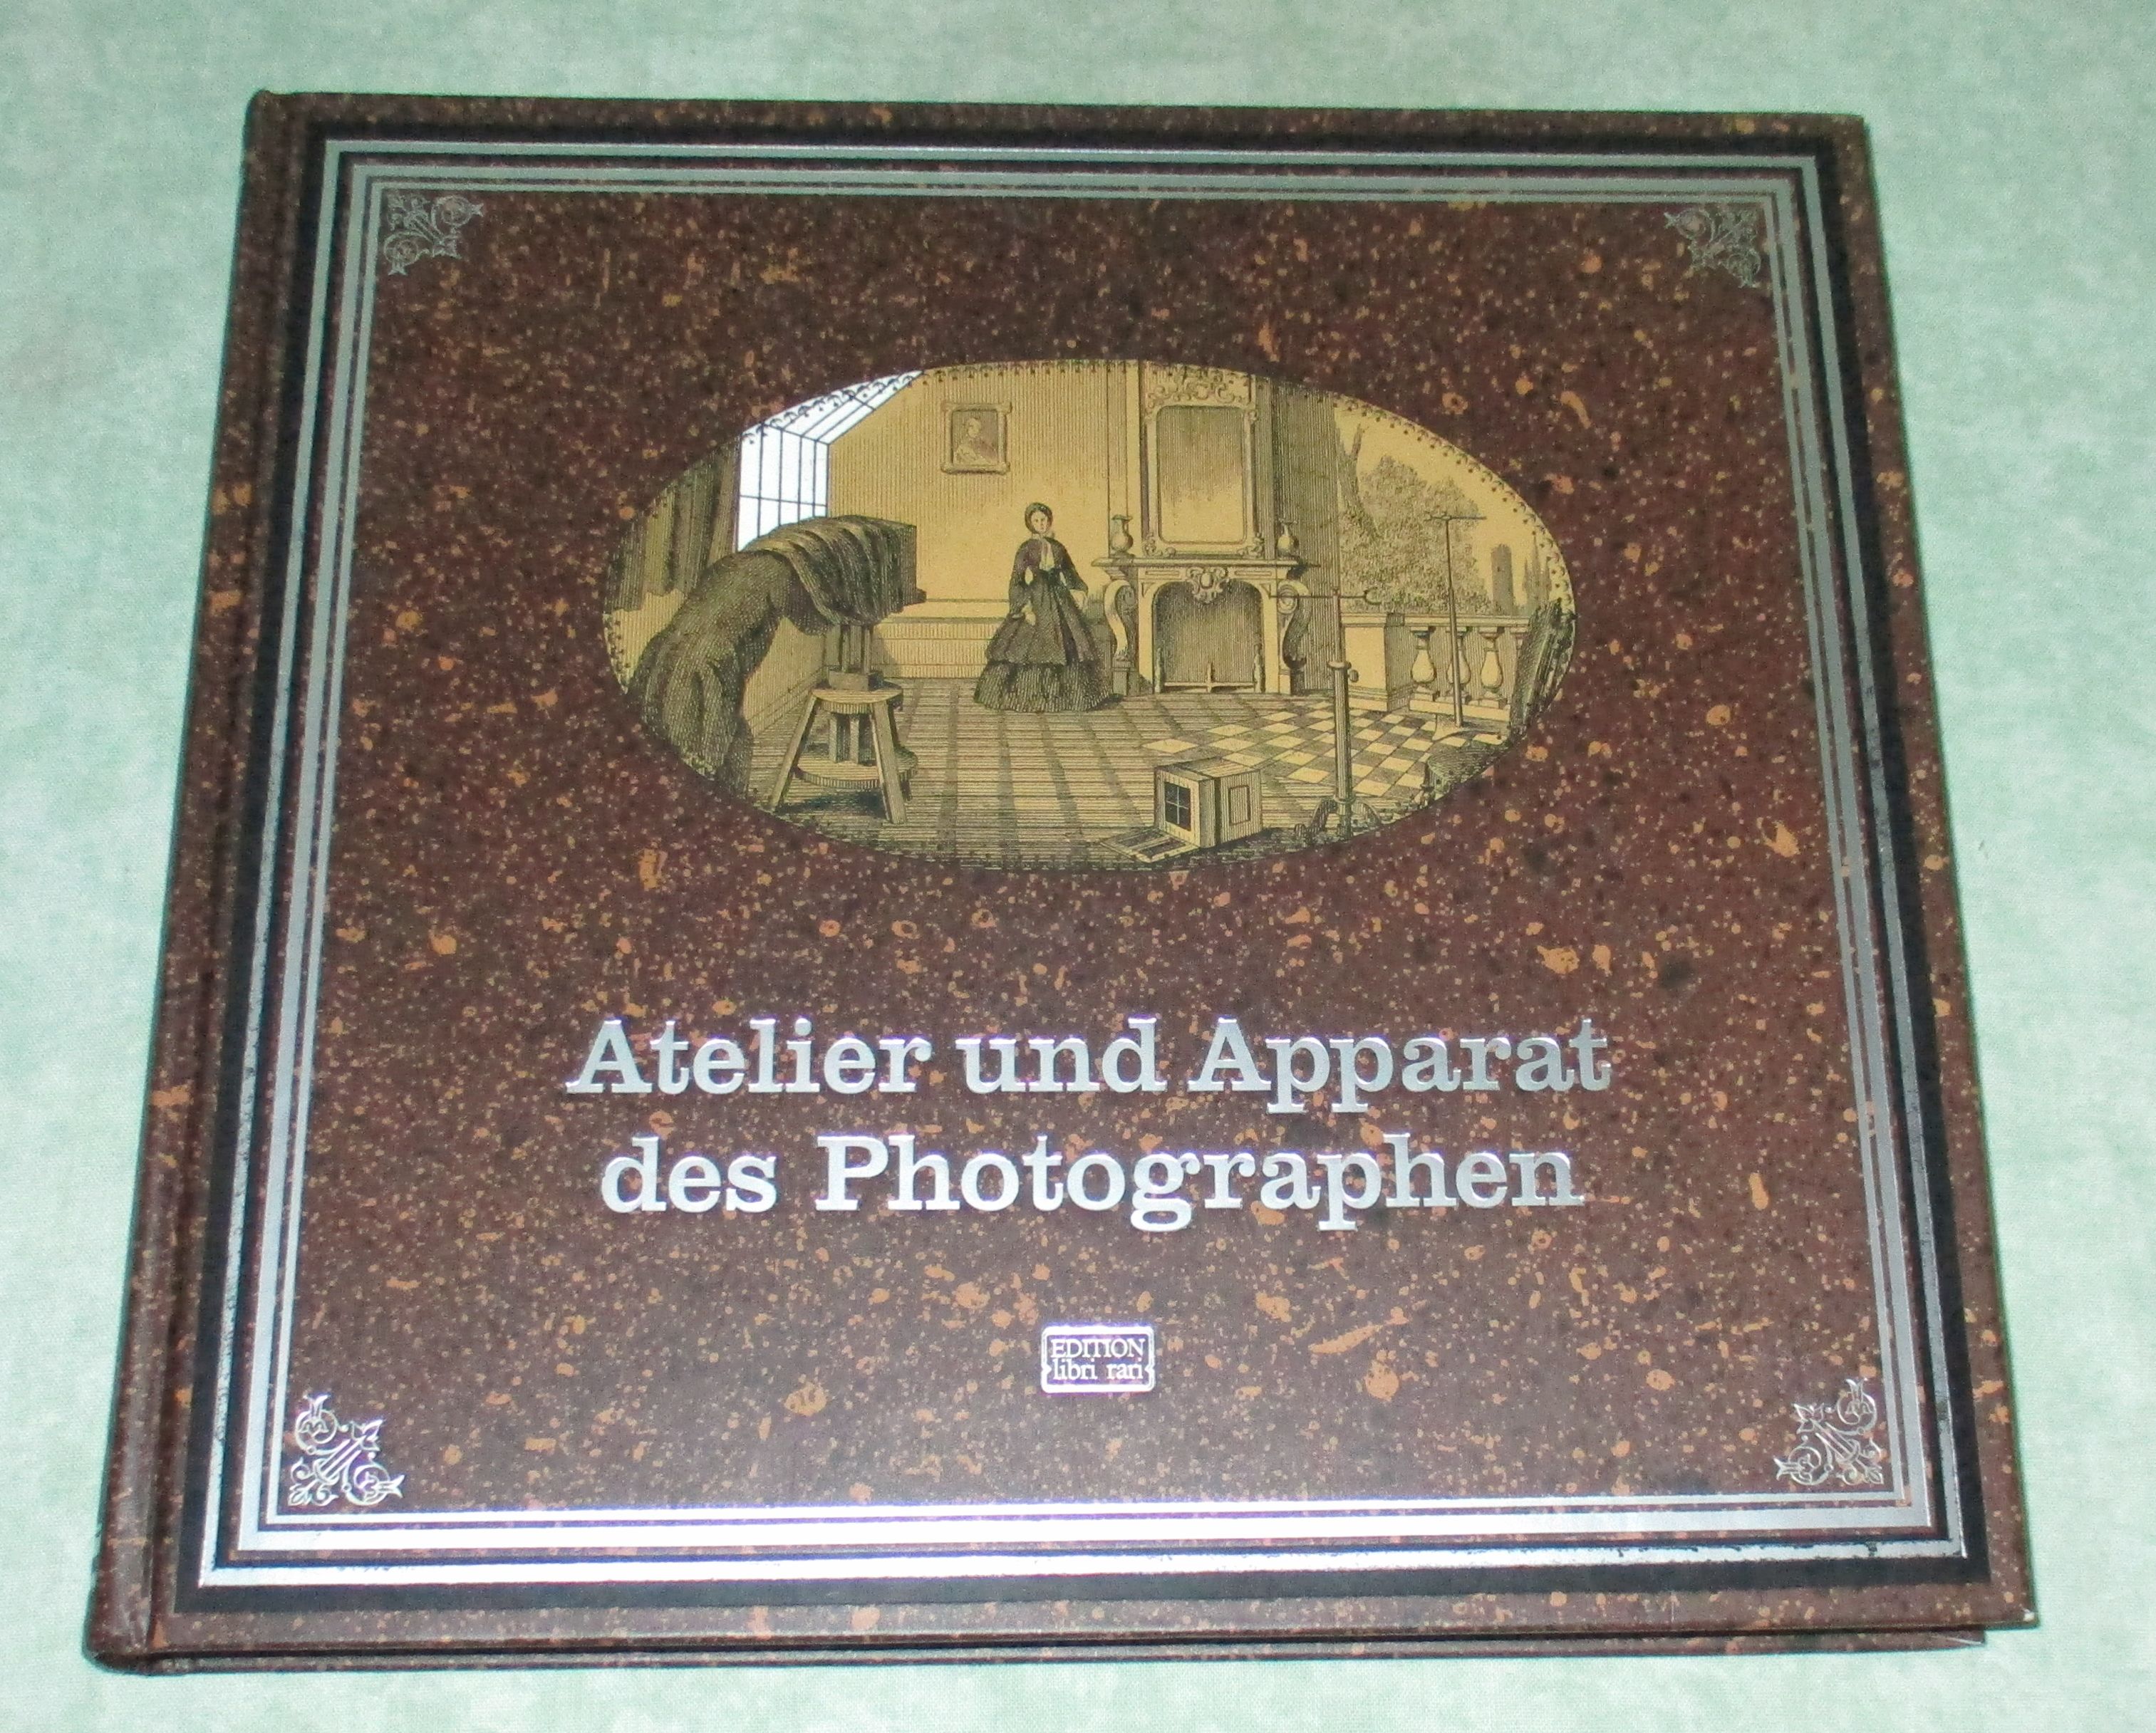 Atelier und Apparat
des Photographen
EDITION
libri rari